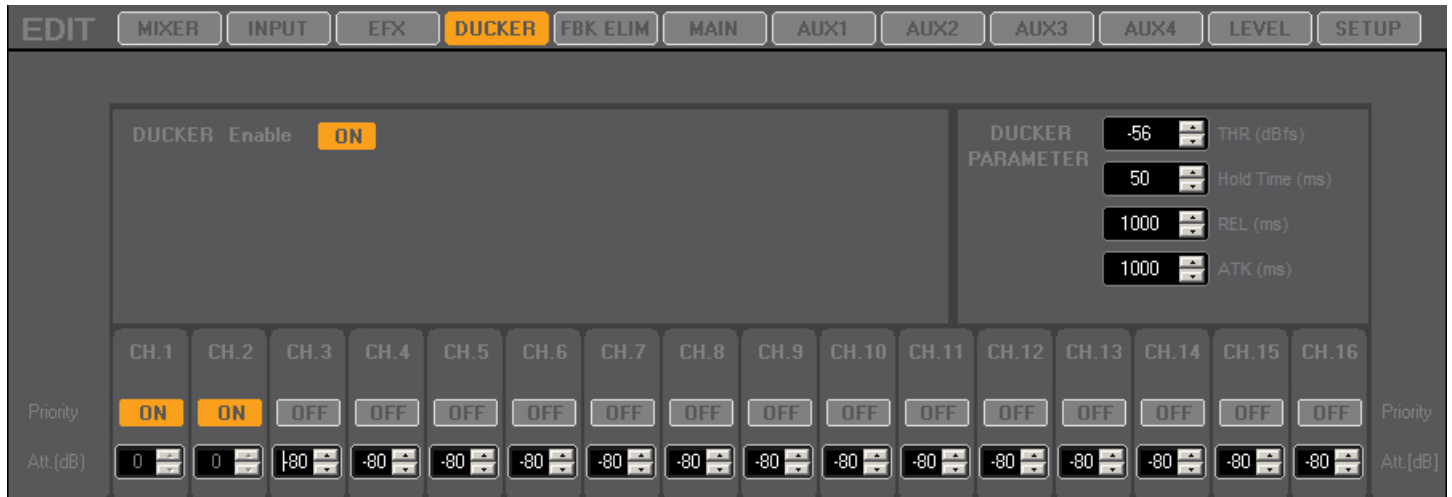 EDIT MIXER INPUT EFX DUCKER FBK ELIM MAIN AUX1 AUX2 AUX3 AUX4 LEVEL SETUP
DUCKER Enable ON
DUCKER PARAMETER
-56 THR (dBfs)
50 Hold Time (ms)
1000 REL (ms)
1000 ATK (ms)
CH.1 CH.2 CH.3 CH.4 CH.5 CH.6 CH.7 CH.8 CH.9 CH.10 CH.11 CH.12 CH.13 CH.14 CH.15 CH.16
Priority ON ON OFF OFF OFF OFF OFF OFF OFF OFF OFF OFF OFF OFF OFF OFF Priority
Att.[dB] 0 0 -80 -80 -80 -80 -80 -80 -80 -80 -80 -80 -80 -80 -80 -80 Att.[dB]